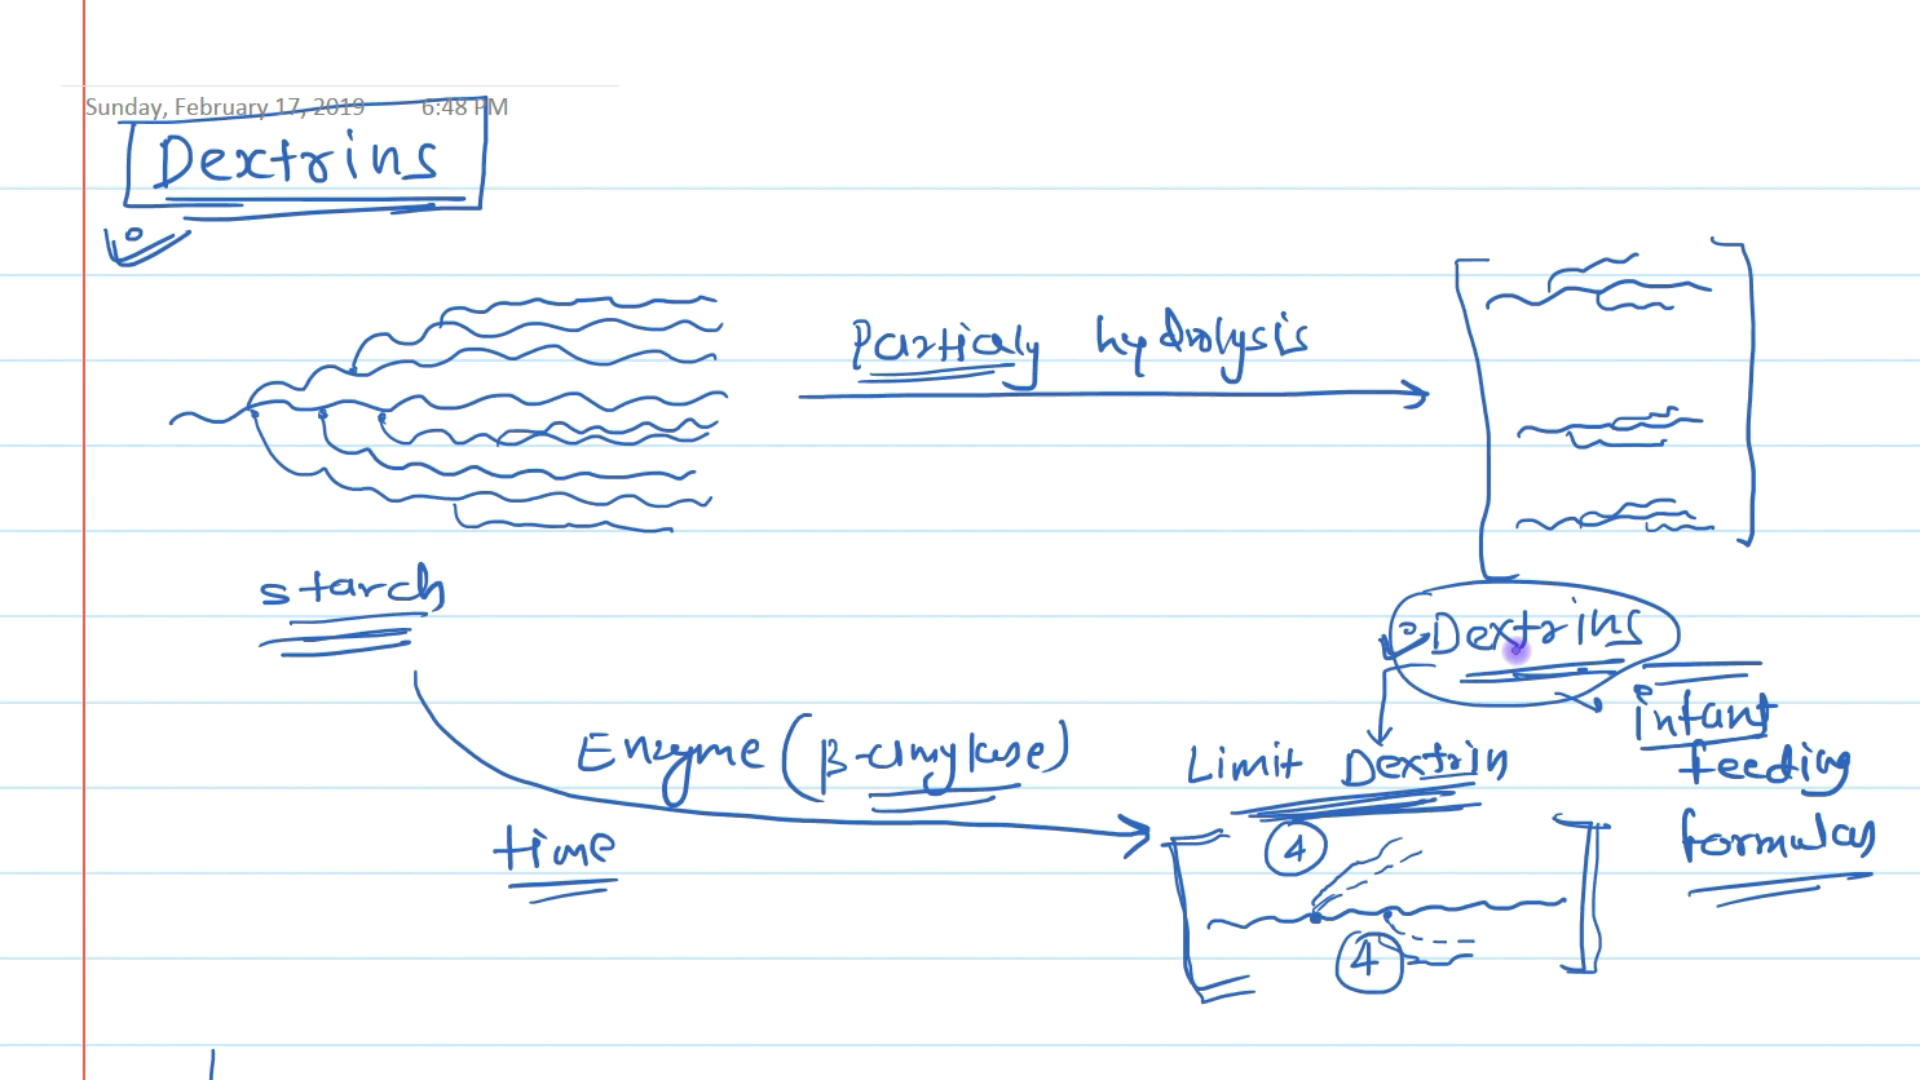 Sunday, February 17, 2019 6:48 PM
Dextrins
Partialy hydrolysis
starch
Dextrins
infant
feeding
formulas
Enzyme (β-amylase)
time
Limit Dextrin
4
4